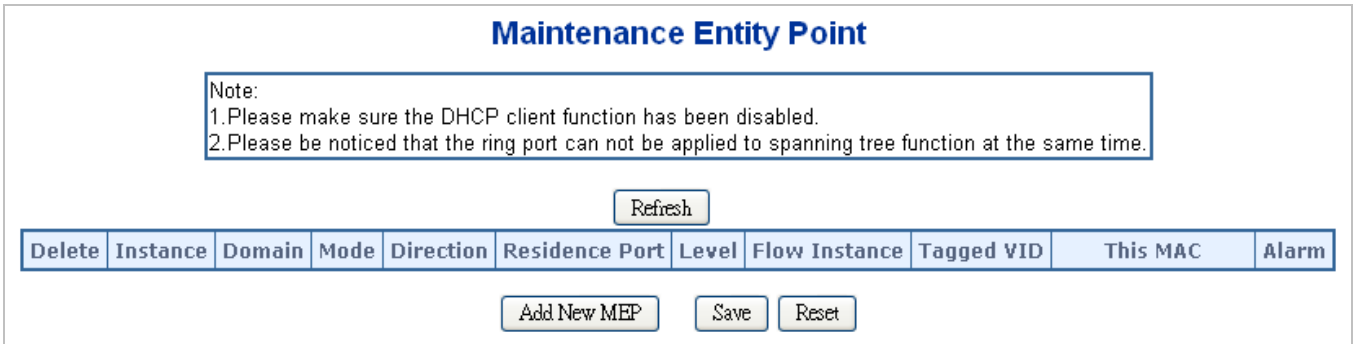 Maintenance Entity Point
Note:
1.Please make sure the DHCP client function has been disabled.
2.Please be noticed that the ring port can not be applied to spanning tree function at the same time.
Refresh
Delete Instance Domain Mode Direction Residence Port Level Flow Instance Tagged VID This MAC Alarm
Add New MEP Save Reset